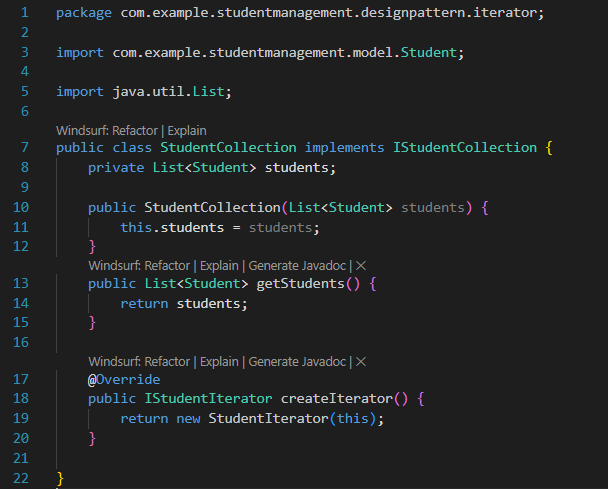 1 package com.example.studentmanagement.designpattern.iterator;
2
3 import com.example.studentmanagement.model.Student;
4
5 import java.util.List;
6
Windsurf: Refactor | Explain
7 public class StudentCollection implements IStudentCollection {
8     private List<Student> students;
9
10     public StudentCollection(List<Student> students) {
11         this.students = students;
12     }
Windsurf: Refactor | Explain | Generate Javadoc | ×
13     public List<Student> getStudents() {
14         return students;
15     }
16
Windsurf: Refactor | Explain | Generate Javadoc | ×
17     @Override
18     public IStudentIterator createIterator() {
19         return new StudentIterator(this);
20     }
21
22 }